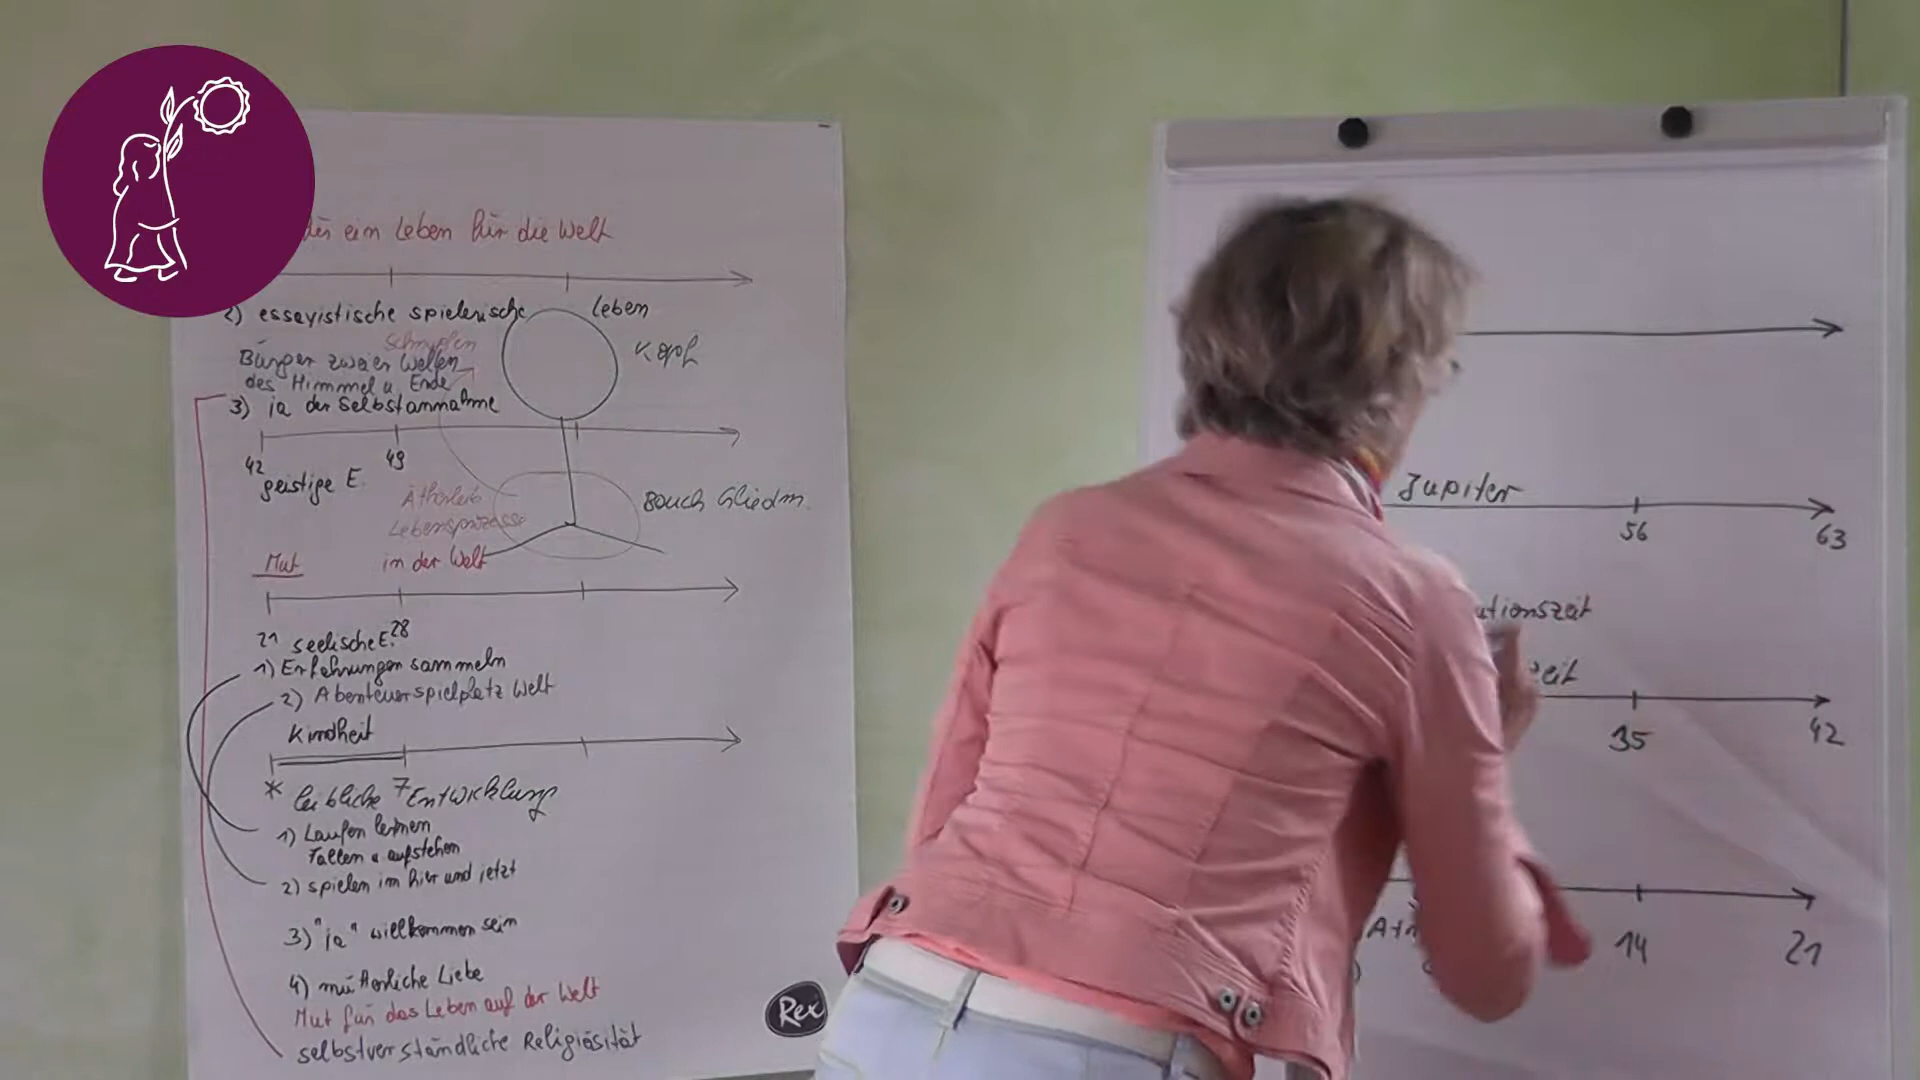 ein Leben für die Welt
2) essayistische spielerische
Leben
Schnupfen
Kopf
Bürger zweier Welten
des Himmel u. Erde
3) ja der Selbstannahme
42
49
geistige E.
Ätherleib
Bauch Gliedm.
Lebensprozesse
Mut
in der Welt
21 seelische E. 28
1) Erfahrungen sammeln
2) Abenteuerspielplatz Welt
Kindheit
* leibliche 7 Entwicklung
1) Laufen lernen
Fallen u aufstehen
2) spielen im hier und jetzt
3) "ja" willkommen sein
4) mütterliche Liebe
Mut für das Leben auf der Welt
selbstverständliche Religiösität
Rex
Jupiter
56
63
utionszeit
zeit
35
42
14
21